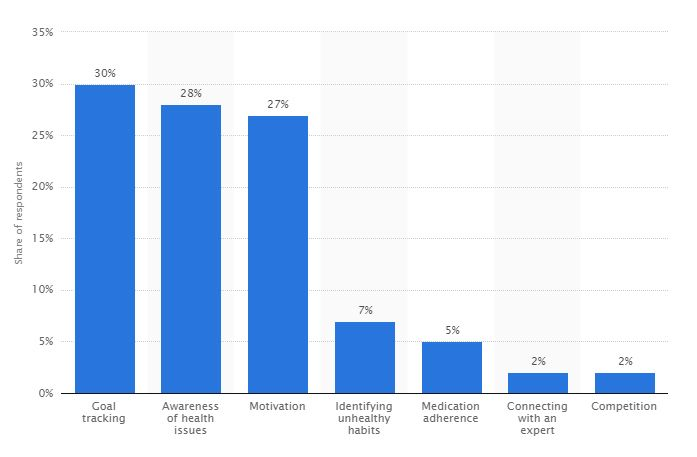 35%
30%
25%
20%
15%
10%
5%
0%
Share of respondents
30%
28%
27%
7%
5%
2%
2%
Goal
tracking
Awareness
of health
issues
Motivation
Identifying
unhealthy
habits
Medication
adherence
Connecting
with an
expert
Competition